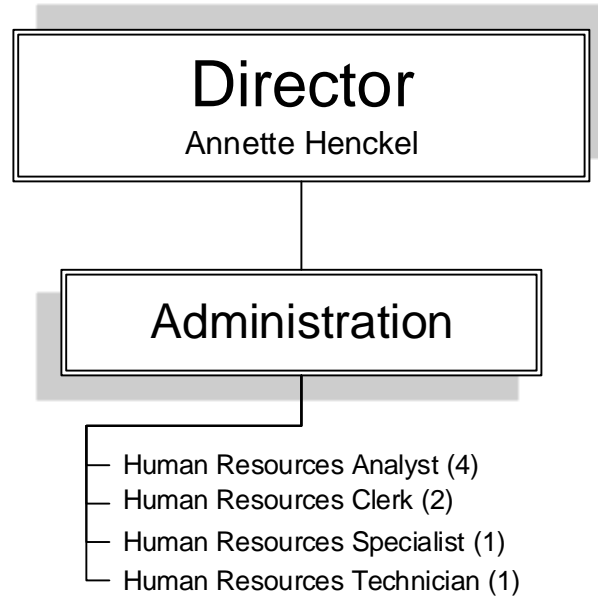 Director
Annette Henckel
Administration
Human Resources Analyst (4)
Human Resources Clerk (2)
Human Resources Specialist (1)
Human Resources Technician (1)